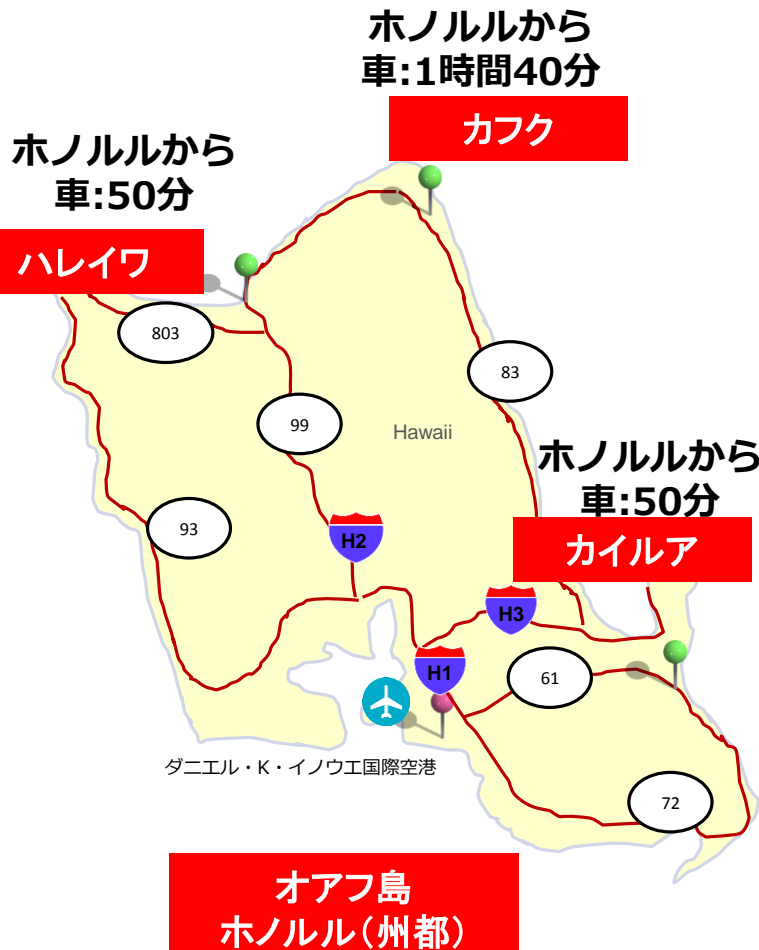 ホノルルから
車:1時間40分
カフク
ホノルルから
車:50分
ハレイワ
803
83
99
Hawaii
ホノルルから
車:50分
カイルア
93
H2
H3
H1
61
ダニエル・K・イノウエ国際空港
72
オアフ島
ホノルル(州都)